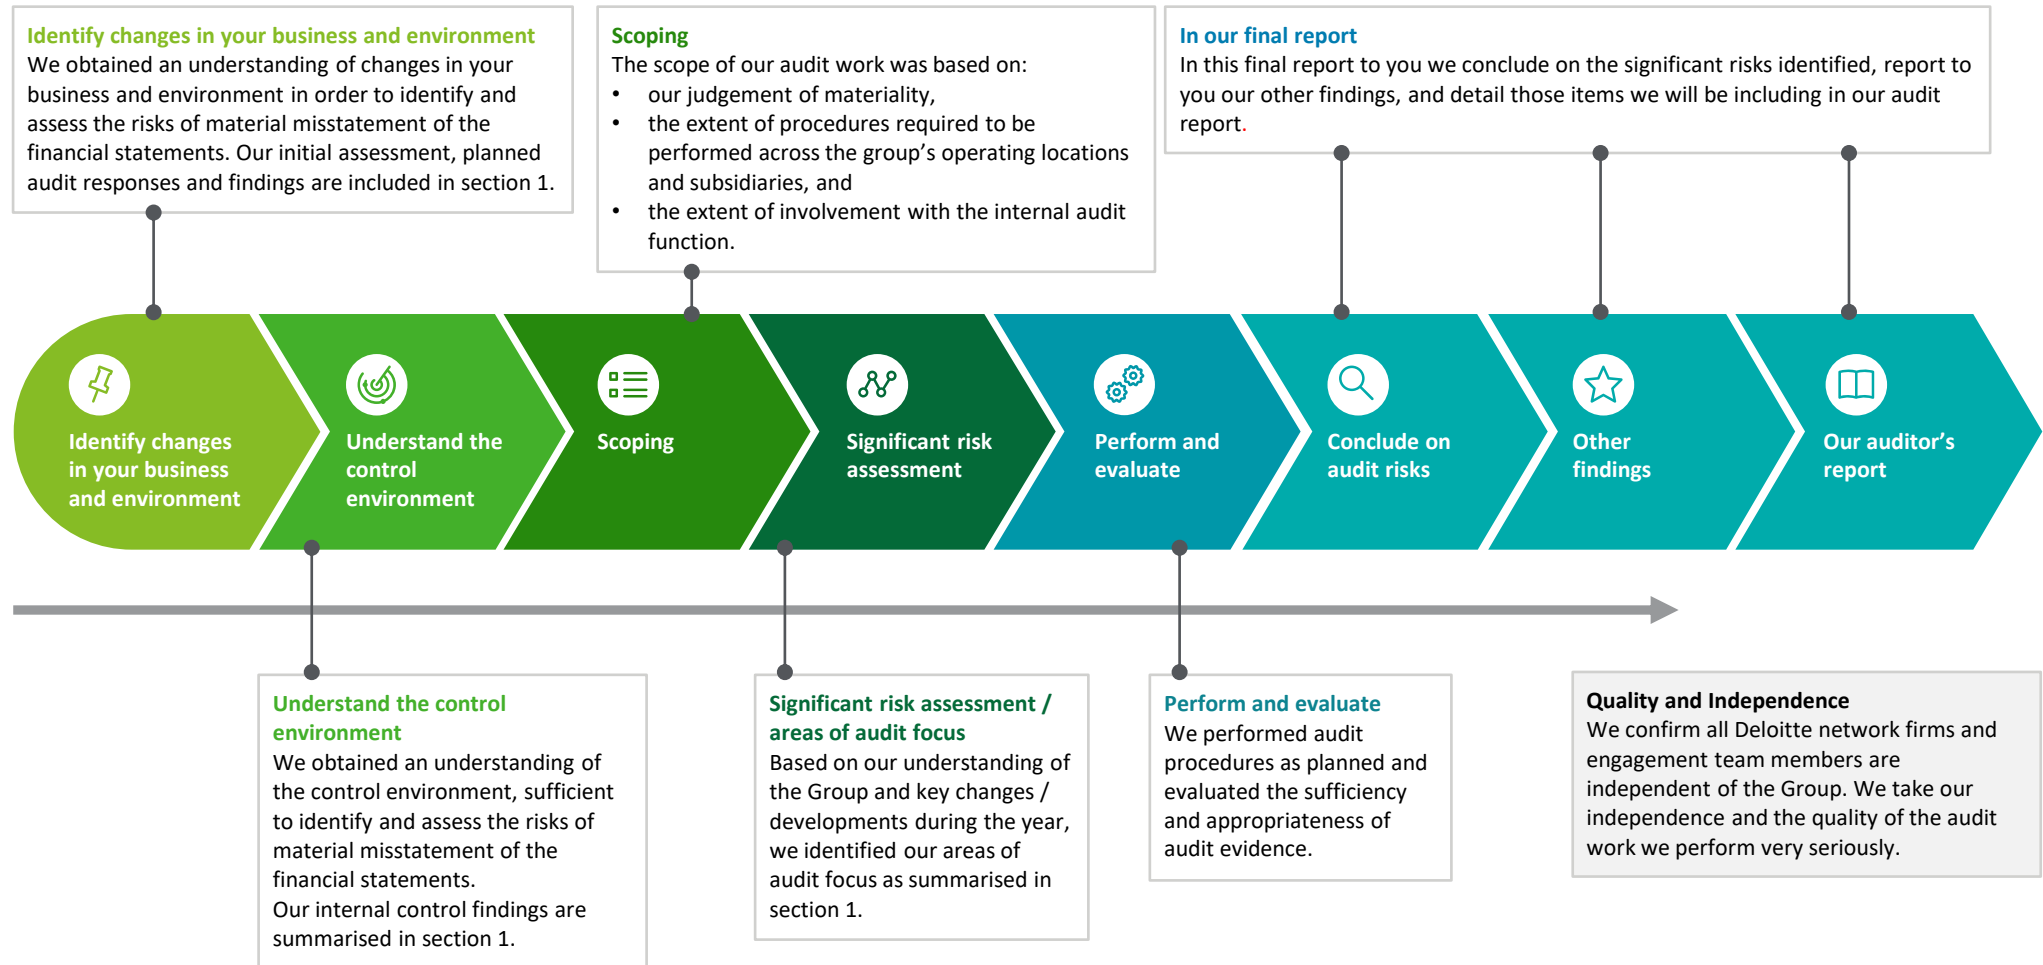 Identify changes in your business and environment
We obtained an understanding of changes in your
business and environment in order to identify and
assess the risks of material misstatement of the
financial statements. Our initial assessment, planned
audit responses and findings are included in section 1.
Scoping
The scope of our audit work was based on:
• our judgement of materiality,
• the extent of procedures required to be
performed across the group’s operating locations
and subsidiaries, and
• the extent of involvement with the internal audit
function.
In our final report
In this final report to you we conclude on the significant risks identified, report to
you our other findings, and detail those items we will be including in our audit
report.
Identify changes
in your business
and environment
Understand the
control
environment
Scoping
Significant risk
assessment
Perform and
evaluate
Conclude on
audit risks
Other
findings
Our auditor’s
report
Understand the control
environment
We obtained an understanding of
the control environment, sufficient
to identify and assess the risks of
material misstatement of the
financial statements.
Our internal control findings are
summarised in section 1.
Significant risk assessment /
areas of audit focus
Based on our understanding of
the Group and key changes /
developments during the year,
we identified our areas of
audit focus as summarised in
section 1.
Perform and evaluate
We performed audit
procedures as planned and
evaluated the sufficiency
and appropriateness of
audit evidence.
Quality and Independence
We confirm all Deloitte network firms and
engagement team members are
independent of the Group. We take our
independence and the quality of the audit
work we perform very seriously.